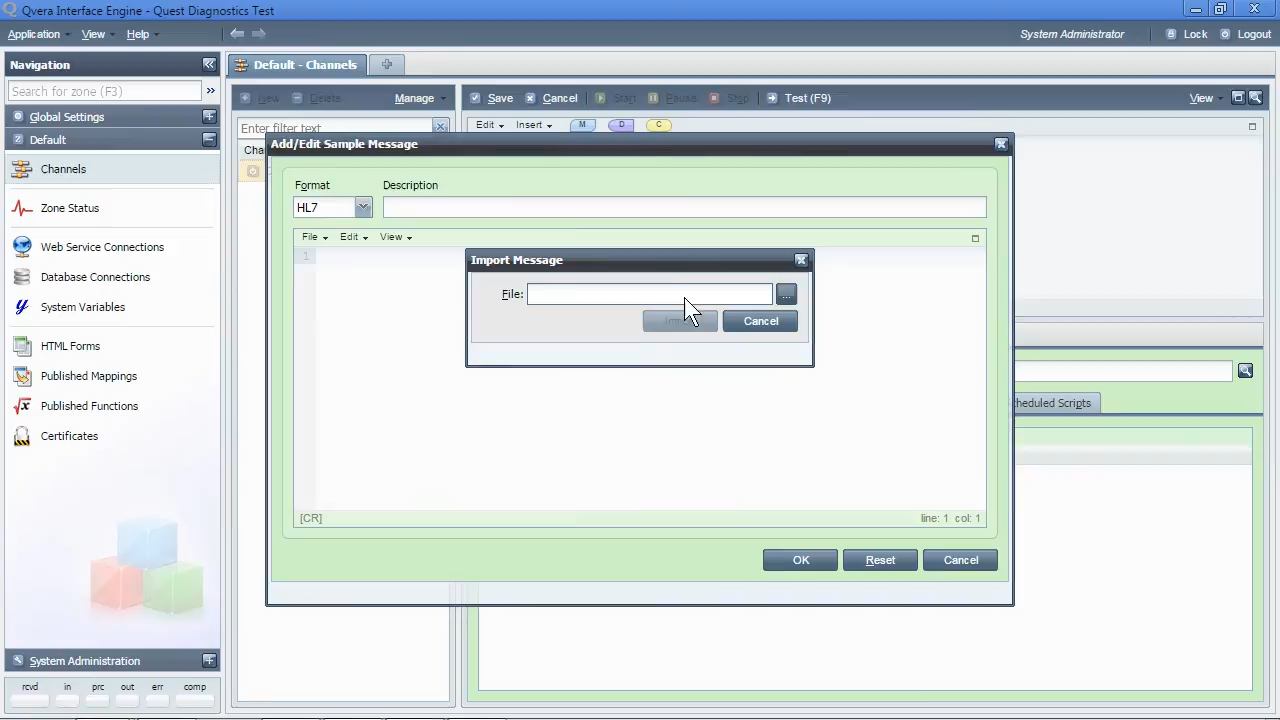 Qvera Interface Engine - Quest Diagnostics Test
Application View Help
System Administrator Lock Logout
Navigation
Search for zone (F3)
Global Settings
Default
Channels
Zone Status
Web Service Connections
Database Connections
System Variables
HTML Forms
Published Mappings
Published Functions
Certificates
System Administration
rcvd in prc out err comp
Default - Channels
New Delete Manage
Enter filter text
Save Cancel Start Pause Stop Test (F9) View
Edit Insert M D C
Add/Edit Sample Message
Format Description
HL7
File Edit View
1
Import Message
File: ...
Cancel
[CR] line: 1 col: 1
OK Reset Cancel